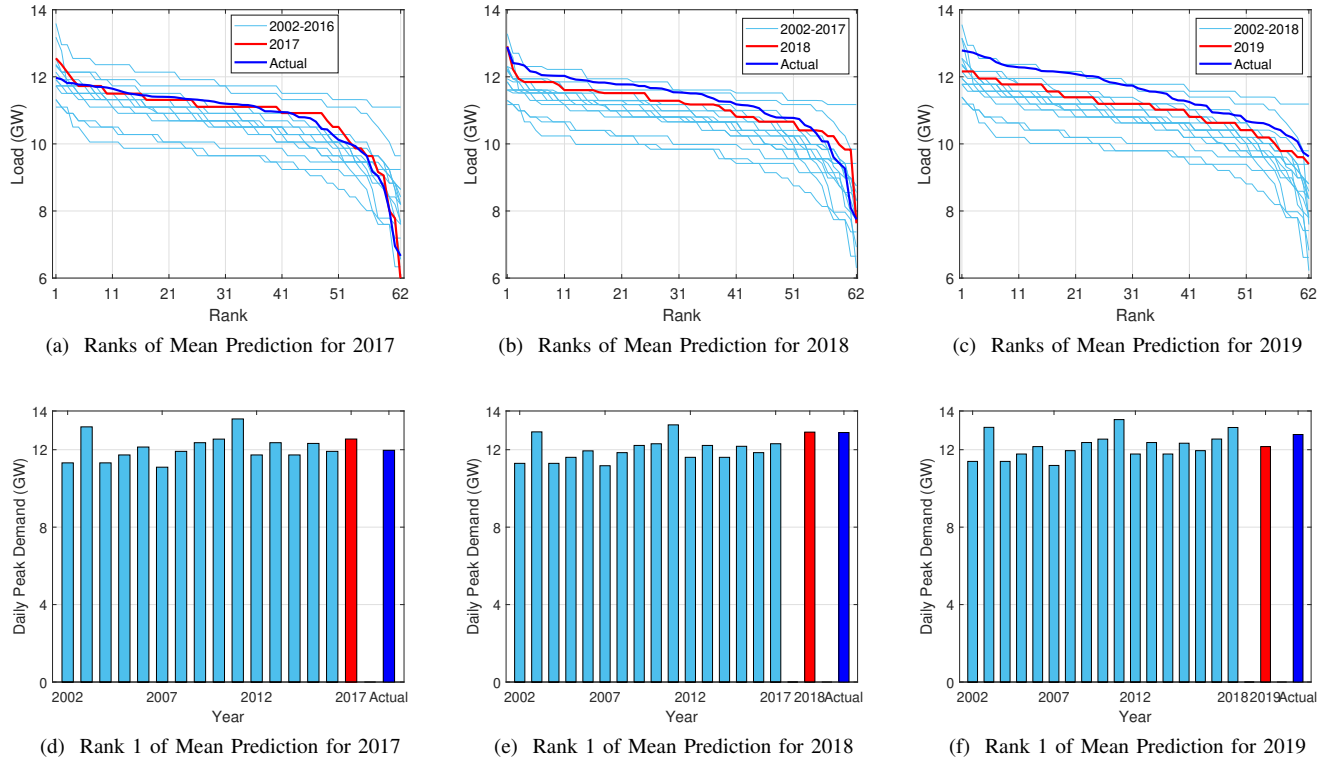 14
12
10
8
6
Load (GW)
1
11
21
31
41
51
62
Rank
2002-2016
2017
Actual
(a) Ranks of Mean Prediction for 2017
14
12
10
8
6
Load (GW)
1
11
21
31
41
51
62
Rank
2002-2017
2018
Actual
(b) Ranks of Mean Prediction for 2018
14
12
10
8
6
Load (GW)
1
11
21
31
41
51
62
Rank
2002-2018
2019
Actual
(c) Ranks of Mean Prediction for 2019
14
12
8
4
0
Daily Peak Demand (GW)
2002
2007
2012
2017
Actual
Year
(d) Rank 1 of Mean Prediction for 2017
14
12
8
4
0
Daily Peak Demand (GW)
2002
2007
2012
2017
2018
Actual
Year
(e) Rank 1 of Mean Prediction for 2018
14
12
8
4
0
Daily Peak Demand (GW)
2002
2007
2012
2018
2019
Actual
Year
(f) Rank 1 of Mean Prediction for 2019